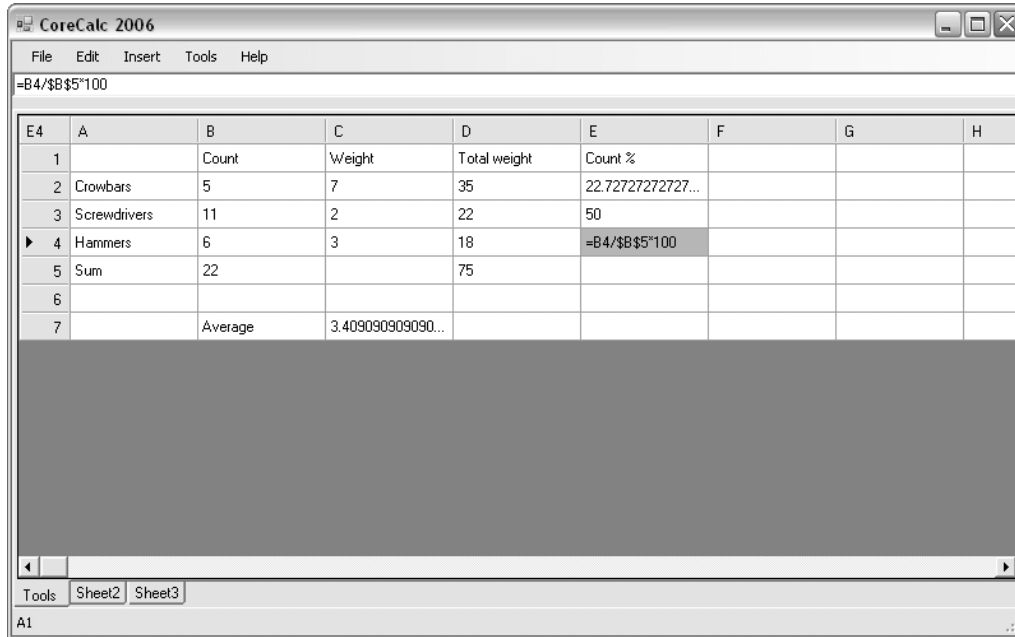 CoreCalc 2006
File Edit Insert Tools Help
=B4/$B$5*100
E4 A B C D E F G H
1 Count Weight Total weight Count %
2 Crowbars 5 7 35 22.72727272727...
3 Screwdrivers 11 2 22 50
4 Hammers 6 3 18 =B4/$B$5*100
5 Sum 22 75
6
7 Average 3.409090909090...
Tools Sheet2 Sheet3
A1